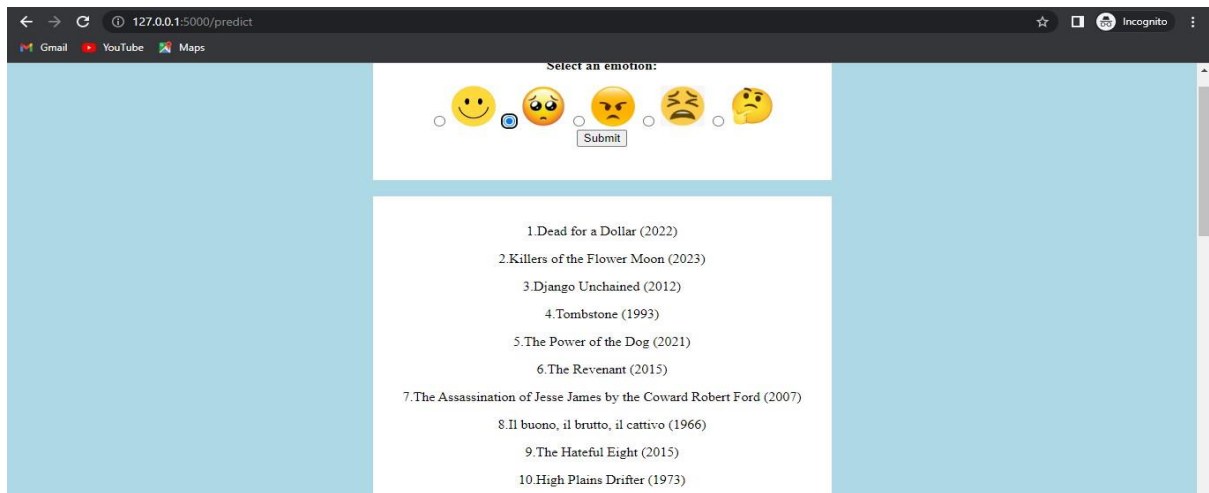 127.0.0.1:5000/predict
Incognito
Gmail YouTube Maps
Select an emotion:
Submit
1.Dead for a Dollar (2022)
2.Killers of the Flower Moon (2023)
3.Django Unchained (2012)
4.Tombstone (1993)
5.The Power of the Dog (2021)
6.The Revenant (2015)
7.The Assassination of Jesse James by the Coward Robert Ford (2007)
8.Il buono, il brutto, il cattivo (1966)
9.The Hateful Eight (2015)
10.High Plains Drifter (1973)